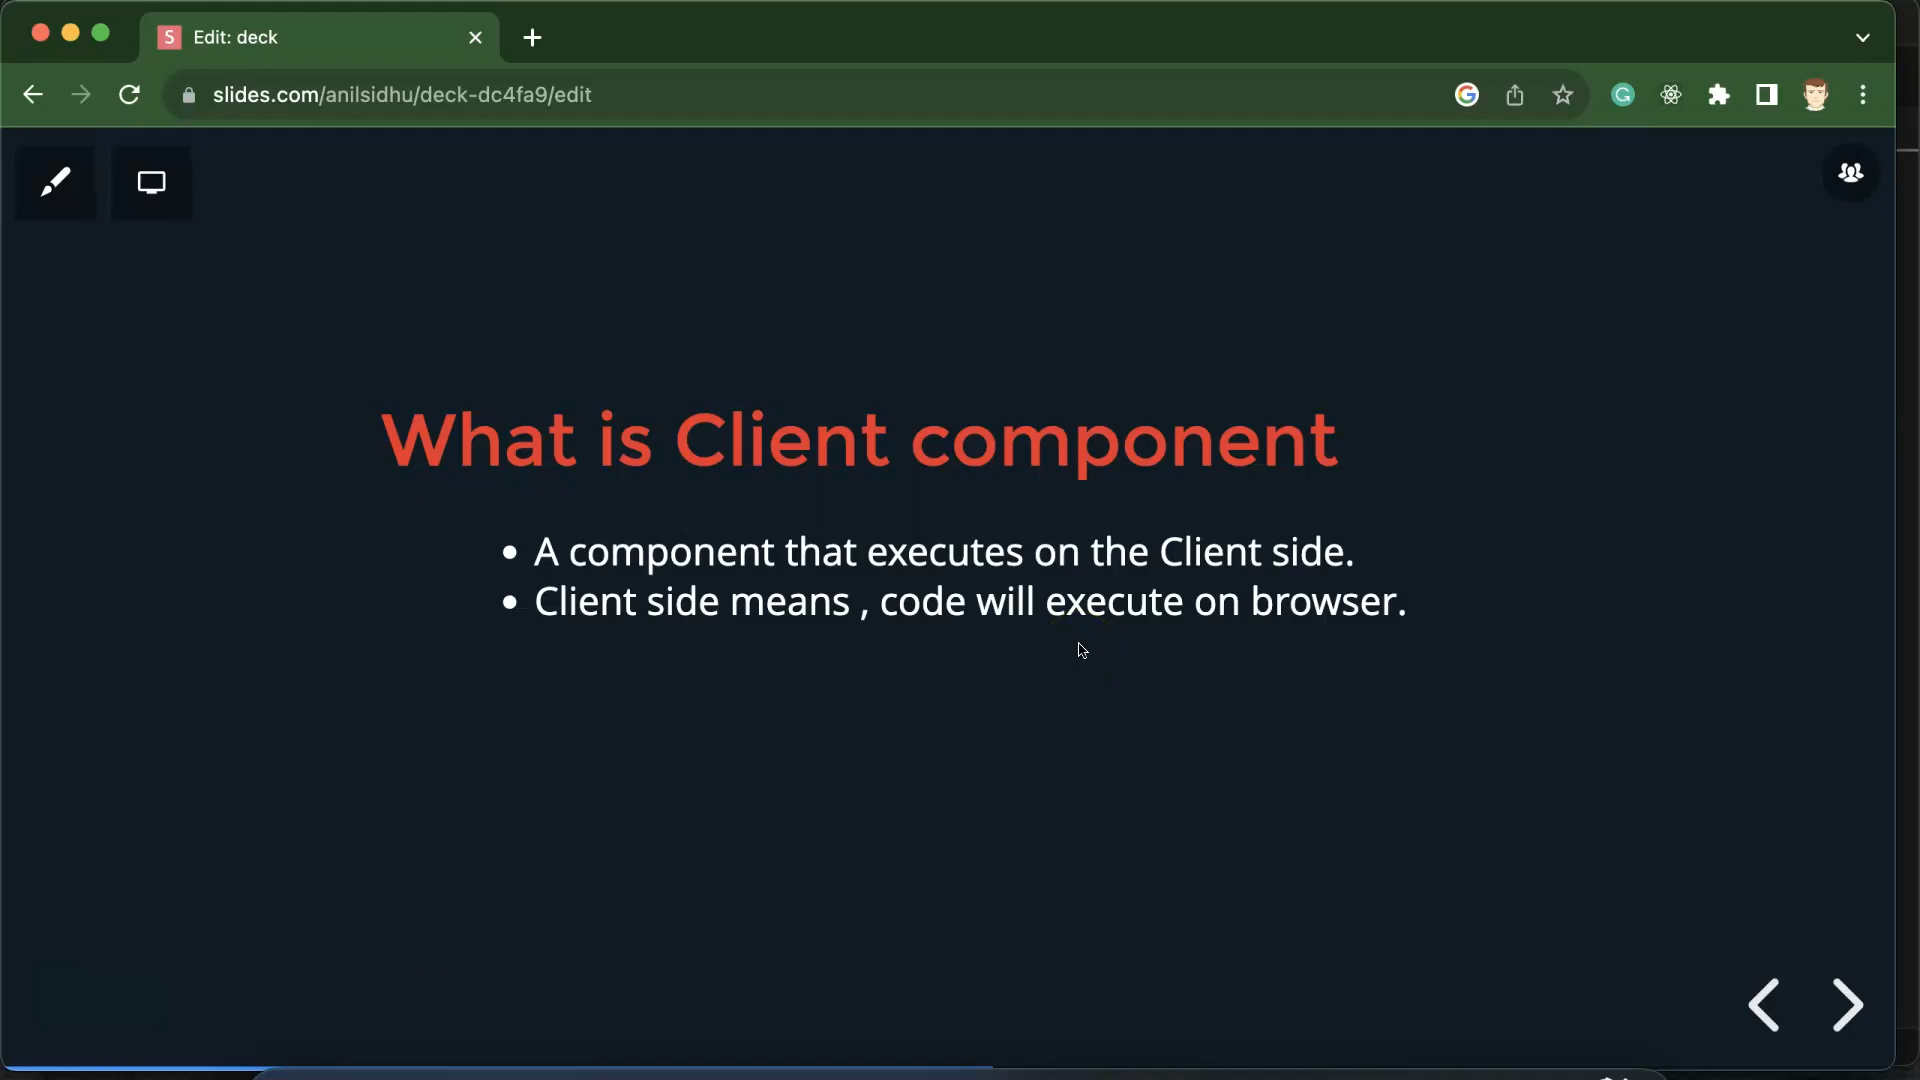 S Edit: deck
slides.com/anilsidhu/deck-dc4fa9/edit
What is Client component
• A component that executes on the Client side.
• Client side means , code will execute on browser.